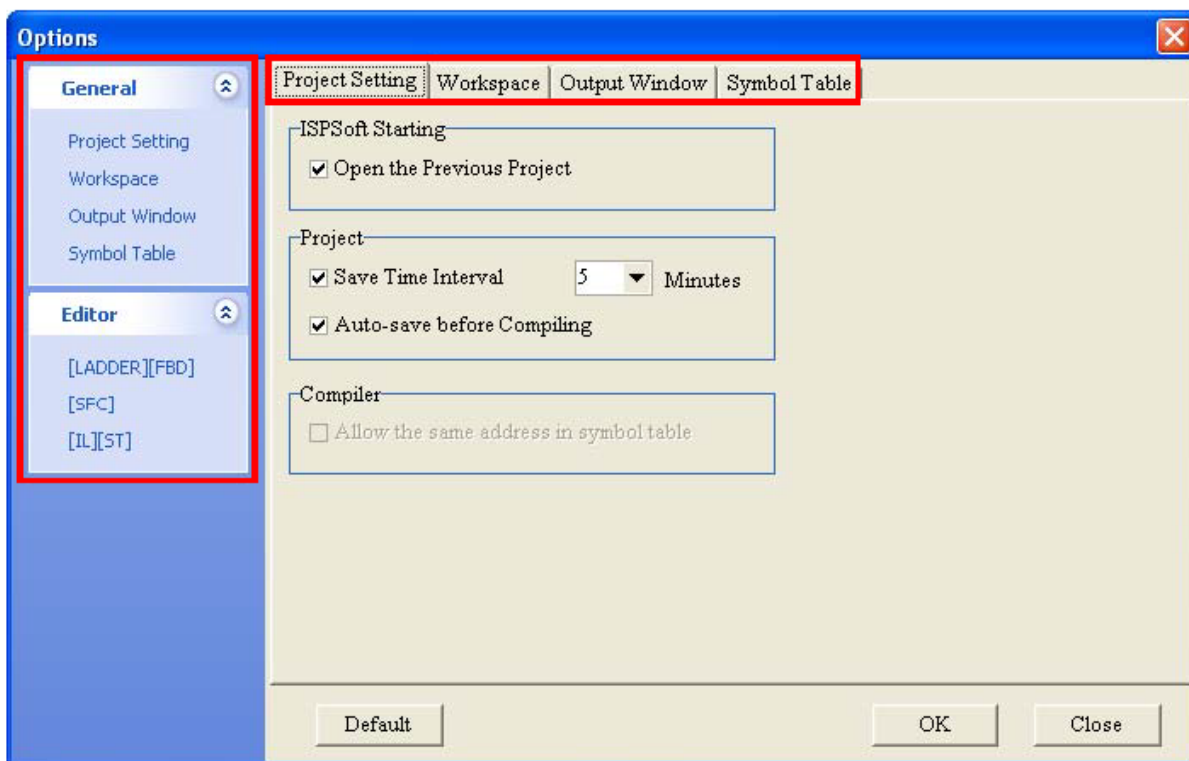 Options
General
Project Setting
Workspace
Output Window
Symbol Table
Editor
[LADDER][FBD]
[SFC]
[IL][ST]
Project Setting Workspace Output Window Symbol Table
ISPSoft Starting
Open the Previous Project
Project
Save Time Interval 5 Minutes
Auto-save before Compiling
Compiler
Allow the same address in symbol table
Default OK Close